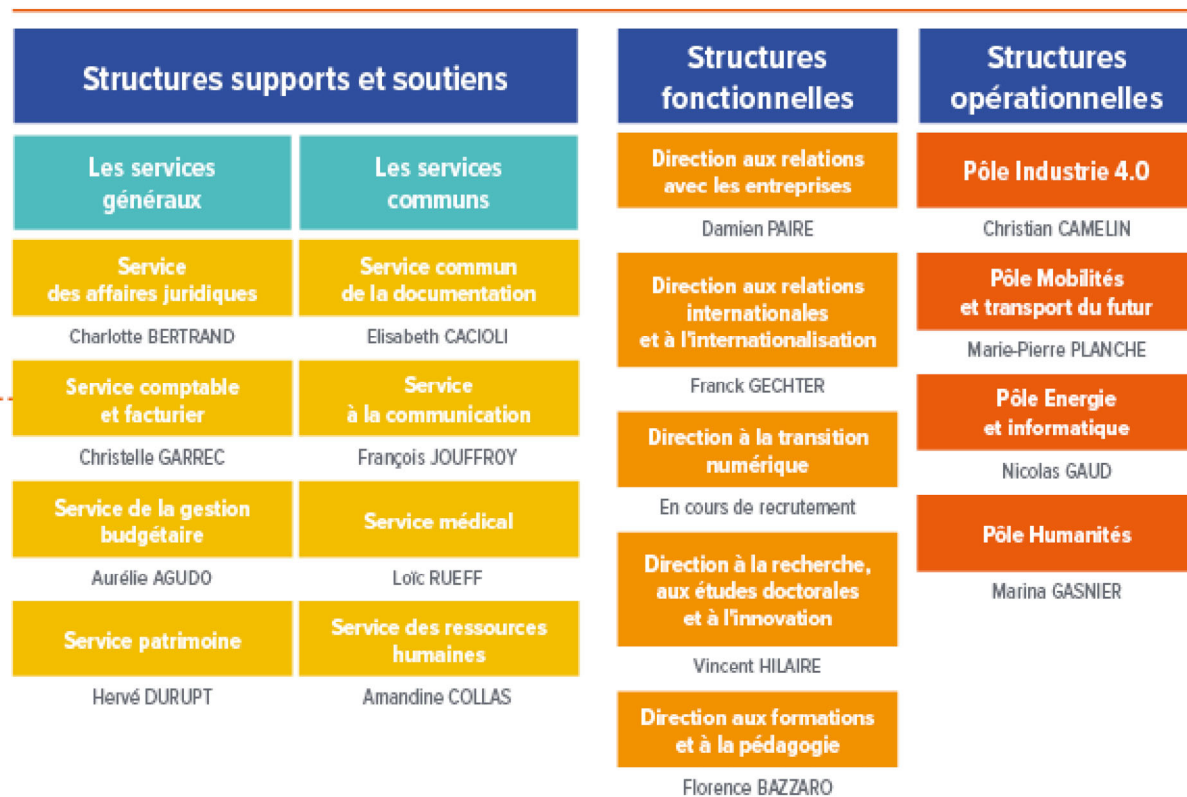 Structures supports et soutiens
Les services
généraux
Service
des affaires juridiques
Charlotte BERTRAND
Service comptable
et facturier
Christelle GARREC
Service de la gestion
budgétaire
Aurélie AGUDO
Service patrimoine
Hervé DURUPT
Les services
communs
Service commun
de la documentation
Elisabeth CACIOLI
Service
à la communication
François JOUFFROY
Service médical
Loïc RUEFF
Service des ressources
humaines
Amandine COLLAS
Structures
fonctionnelles
Direction aux relations
avec les entreprises
Damien PAIRE
Direction aux relations
internationales
et à l'internationalisation
Franck GECHTER
Direction à la transition
numérique
En cours de recrutement
Direction à la recherche,
aux études doctorales
et à l'innovation
Vincent HILAIRE
Direction aux formations
et à la pédagogie
Florence BAZZARO
Structures
opérationnelles
Pôle Industrie 4.0
Christian CAMELIN
Pôle Mobilités
et transport du futur
Marie-Pierre PLANCHE
Pôle Energie
et informatique
Nicolas GAUD
Pôle Humanités
Marina GASNIER